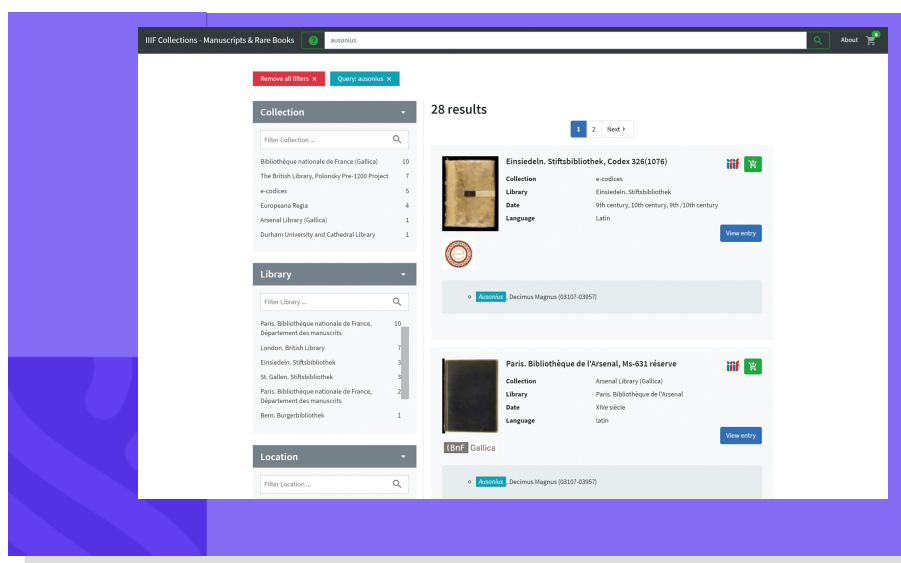 IIIF Collections - Manuscripts & Rare Books ? ausonius About 0
Remove all filters × Query: ausonius ×
Collection
Filter Collection ...
Bibliothèque nationale de France (Gallica) 10
The British Library, Polonsky Pre-1200 Project 7
e-codices 5
Europeana Regia 4
Arsenal Library (Gallica) 1
Durham University and Cathedral Library 1
Library
Filter Library ...
Paris. Bibliothèque nationale de France, 10
Département des manuscrits
London. British Library 7
Einsiedeln. Stiftsbibliothek 3
St. Gallen. Stiftsbibliothek 3
Paris. Bibliothèque nationale de France, 2
Département des manuscrits
Bern. Burgerbibliothek 1
Location
Filter Location ...
28 results
1 2 Next ›
Einsiedeln. Stiftsbibliothek, Codex 326(1076) iiif
Collection e-codices
Library Einsiedeln. Stiftsbibliothek
Date 9th century, 10th century, 9th /10th century
Language Latin
View entry
Ausonius , Decimus Magnus (0310?-0395?)
Paris. Bibliothèque de l'Arsenal, Ms-631 réserve iiif
Collection Arsenal Library (Gallica)
Library Paris. Bibliothèque de l'Arsenal
Date XIVe siècle
Language latin
View entry
(BnF Gallica
Ausonius , Decimus Magnus (0310?-0395?)